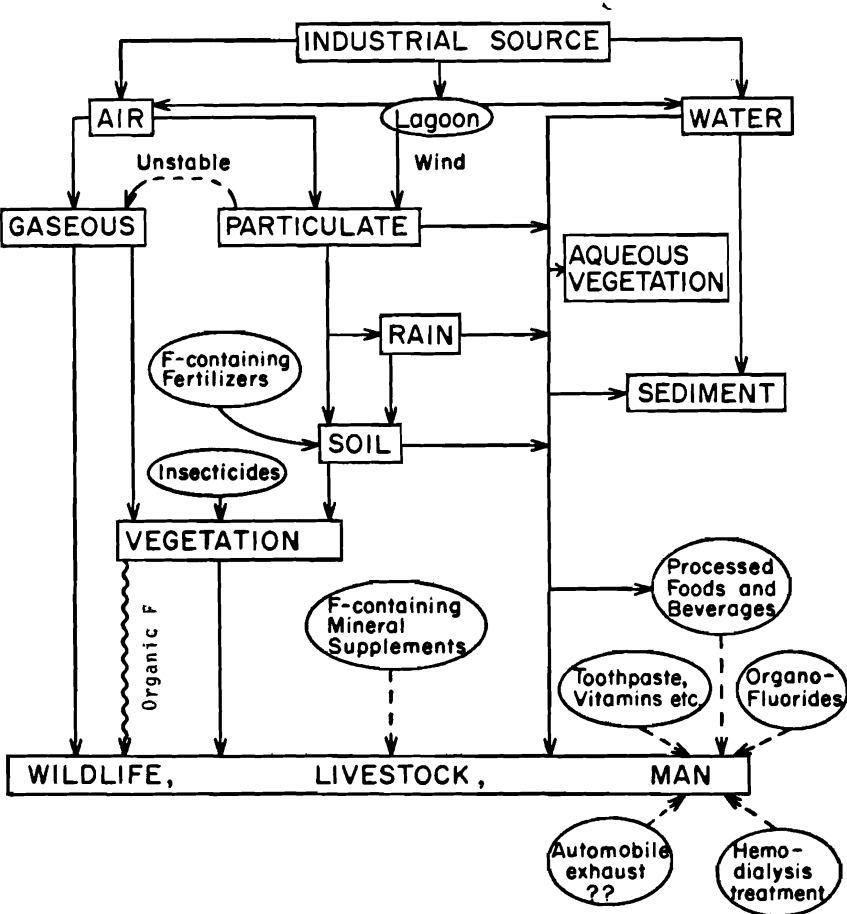 INDUSTRIAL SOURCE
AIR
Lagoon
WATER
Unstable
Wind
GASEOUS
PARTICULATE
AQUEOUS
VEGETATION
RAIN
F-containing
Fertilizers
SEDIMENT
SOIL
Insecticides
VEGETATION
Organic F
F-containing
Mineral
Supplements
Processed
Foods and
Beverages
Toothpaste,
Vitamins etc.
Organo-
Fluorides
WILDLIFE, LIVESTOCK, MAN
Automobile
exhaust
??
Hemo-
dialysis
treatment